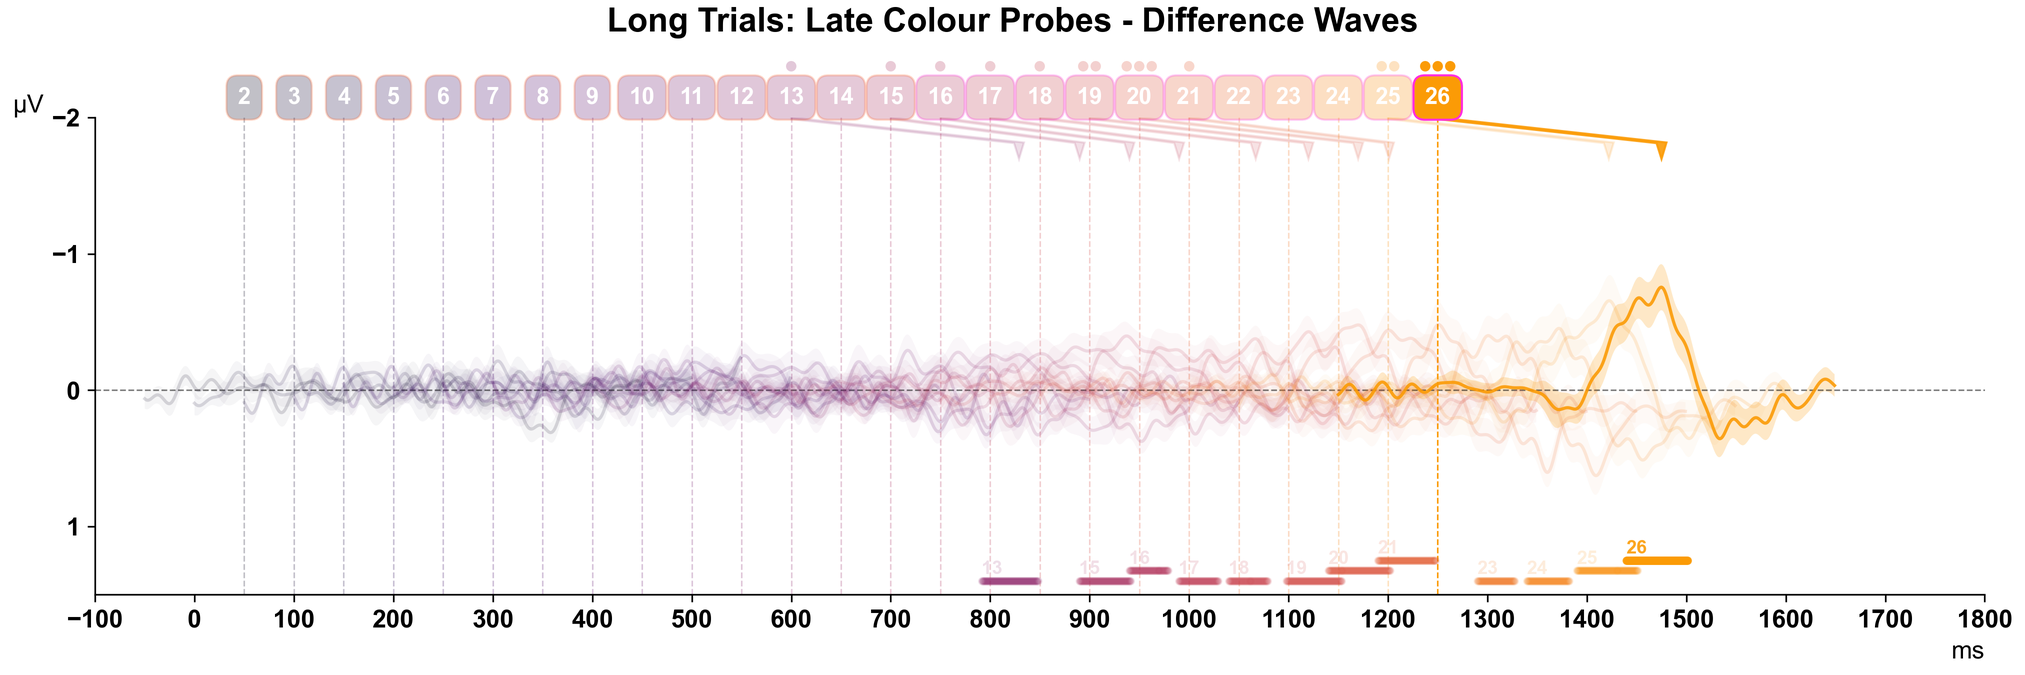 Long Trials: Late Colour Probes - Difference Waves
2 3 4 5 6 7 8 9 10 11 12 13 14 15 16 17 18 19 20 21 22 23 24 25 26
µV
−2
−1
0
1
21 26
16 20 25
13 15 17 18 19 23 24
−100 0 100 200 300 400 500 600 700 800 900 1000 1100 1200 1300 1400 1500 1600 1700 1800
ms